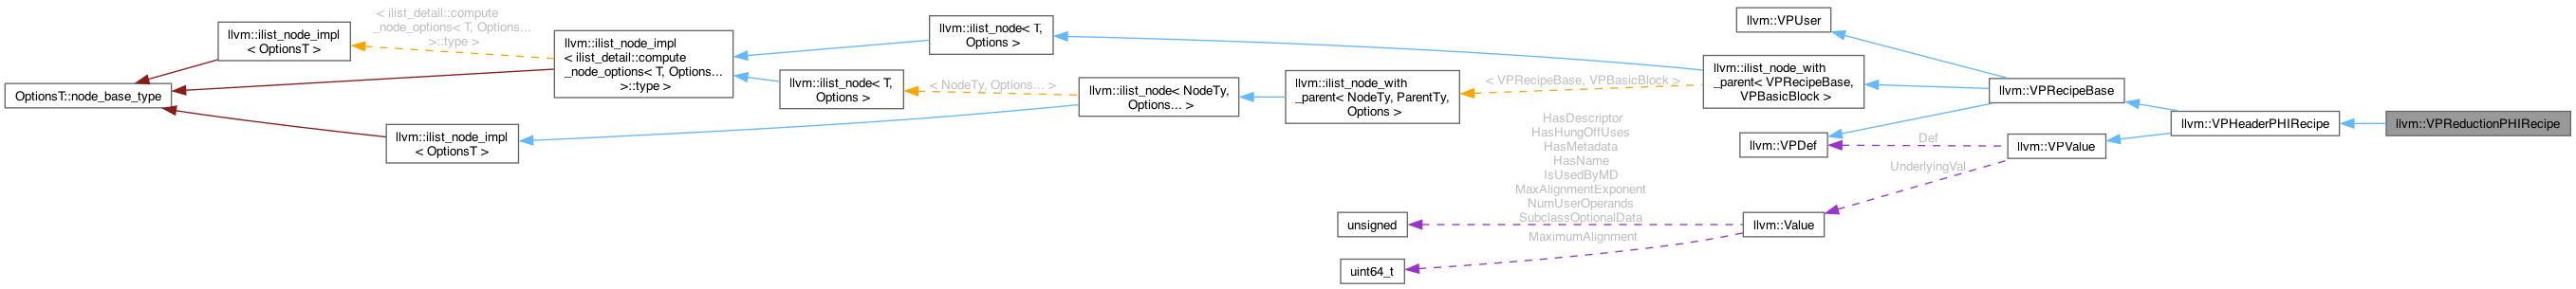 OptionsT::node_base_type
llvm::ilist_node_impl
< OptionsT >
< ilist_detail::compute
_node_options< T, Options...
>::type >
llvm::ilist_node_impl
< OptionsT >
llvm::ilist_node_impl
< ilist_detail::compute
_node_options< T, Options...
>::type >
llvm::ilist_node< T,
Options >
llvm::ilist_node< T,
Options >
< NodeTy, Options... >
llvm::ilist_node< NodeTy,
Options... >
llvm::ilist_node_with
_parent< NodeTy, ParentTy,
Options >
< VPRecipeBase, VPBasicBlock >
llvm::ilist_node_with
_parent< VPRecipeBase,
VPBasicBlock >
llvm::VPUser
llvm::VPDef
HasDescriptor
HasHungOffUses
HasMetadata
HasName
IsUsedByMD
MaxAlignmentExponent
NumUserOperands
SubclassOptionalData
MaximumAlignment
unsigned
uint64_t
llvm::Value
Def
UnderlyingVal
llvm::VPRecipeBase
llvm::VPValue
llvm::VPHeaderPHIRecipe
llvm::VPReductionPHIRecipe